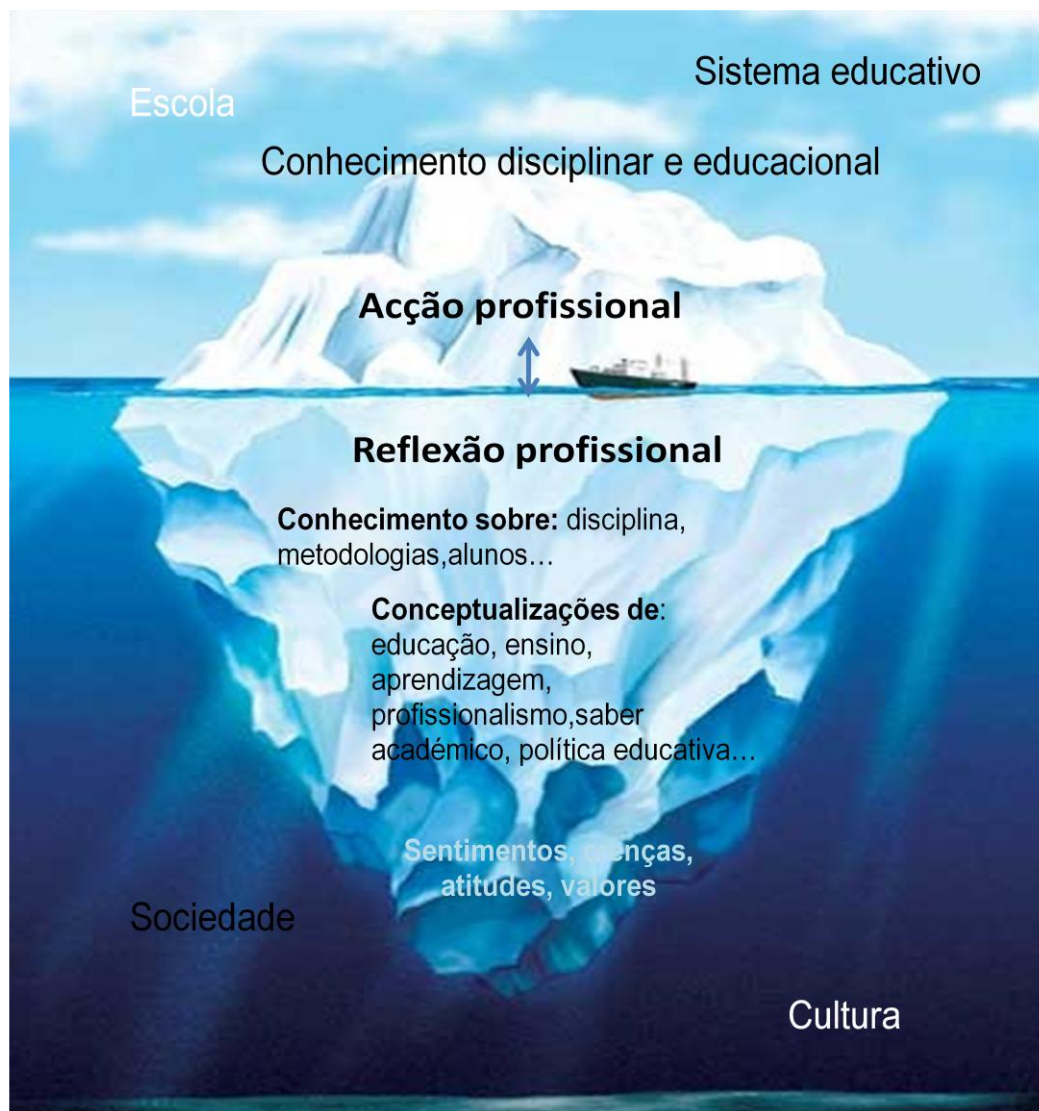 Sistema educativo
Escola
Conhecimento disciplinar e educacional
Acção profissional
Reflexão profissional
Conhecimento sobre: disciplina,
metodologias,alunos…
Conceptualizações de:
educação, ensino,
aprendizagem,
profissionalismo,saber
académico, política educativa…
Sentimentos, crenças,
atitudes, valores
Sociedade
Cultura